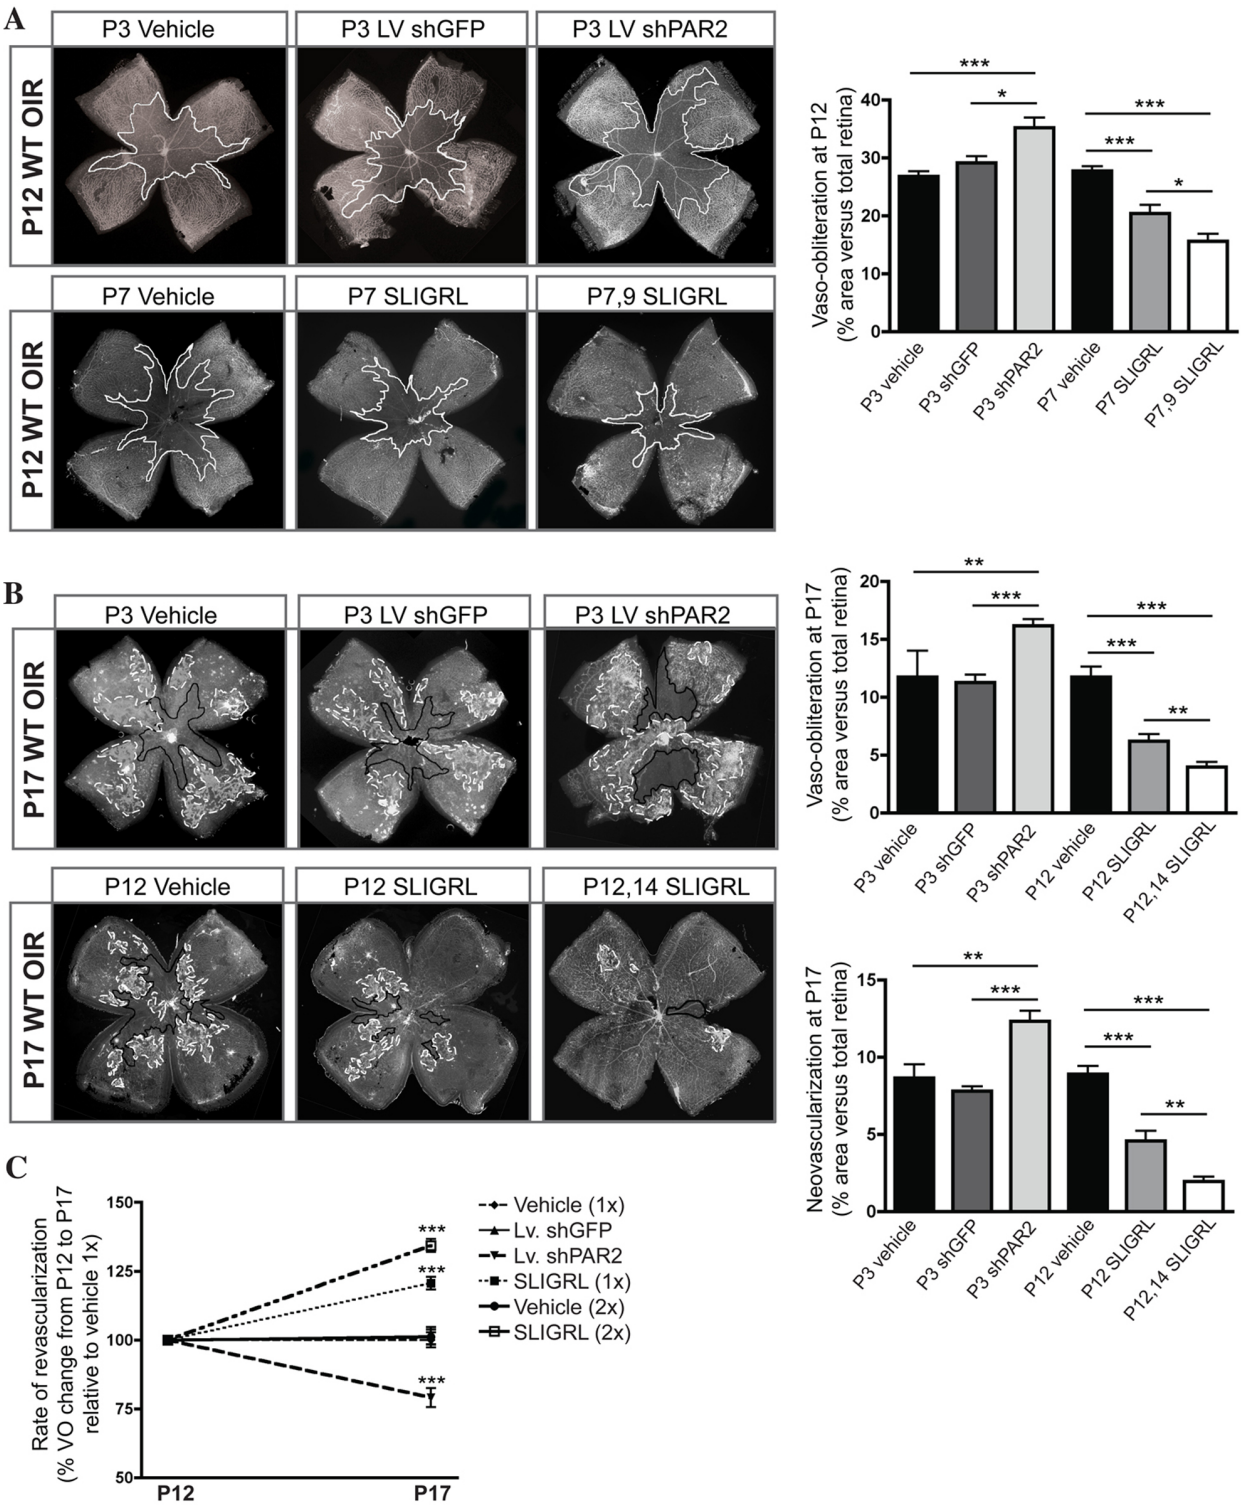 A
P3 Vehicle
P3 LV shGFP
P3 LV shPAR2
P12 WT OIR
P7 Vehicle
P7 SLIGRL
P7,9 SLIGRL
P12 WT OIR
Vaso-obliteration at P12
(% area versus total retina)
40
30
20
10
0
***
*
***
***
*
P3 vehicle
P3 shGFP
P3 shPAR2
P7 vehicle
P7 SLIGRL
P7,9 SLIGRL
B
P3 Vehicle
P3 LV shGFP
P3 LV shPAR2
P17 WT OIR
P12 Vehicle
P12 SLIGRL
P12,14 SLIGRL
P17 WT OIR
Vaso-obliteration at P17
(% area versus total retina)
20
15
10
5
0
**
***
***
***
**
P3 vehicle
P3 shGFP
P3 shPAR2
P12 vehicle
P12 SLIGRL
P12,14 SLIGRL
Neovascularization at P17
(% area versus total retina)
15
10
5
0
**
***
***
***
**
P3 vehicle
P3 shGFP
P3 shPAR2
P12 vehicle
P12 SLIGRL
P12,14 SLIGRL
C
Rate of revascularization
(% VO change from P12 to P17
relative to vehicle 1x)
150
125
100
75
50
***
***
***
P12
P17
Vehicle (1x)
Lv. shGFP
Lv. shPAR2
SLIGRL (1x)
Vehicle (2x)
SLIGRL (2x)